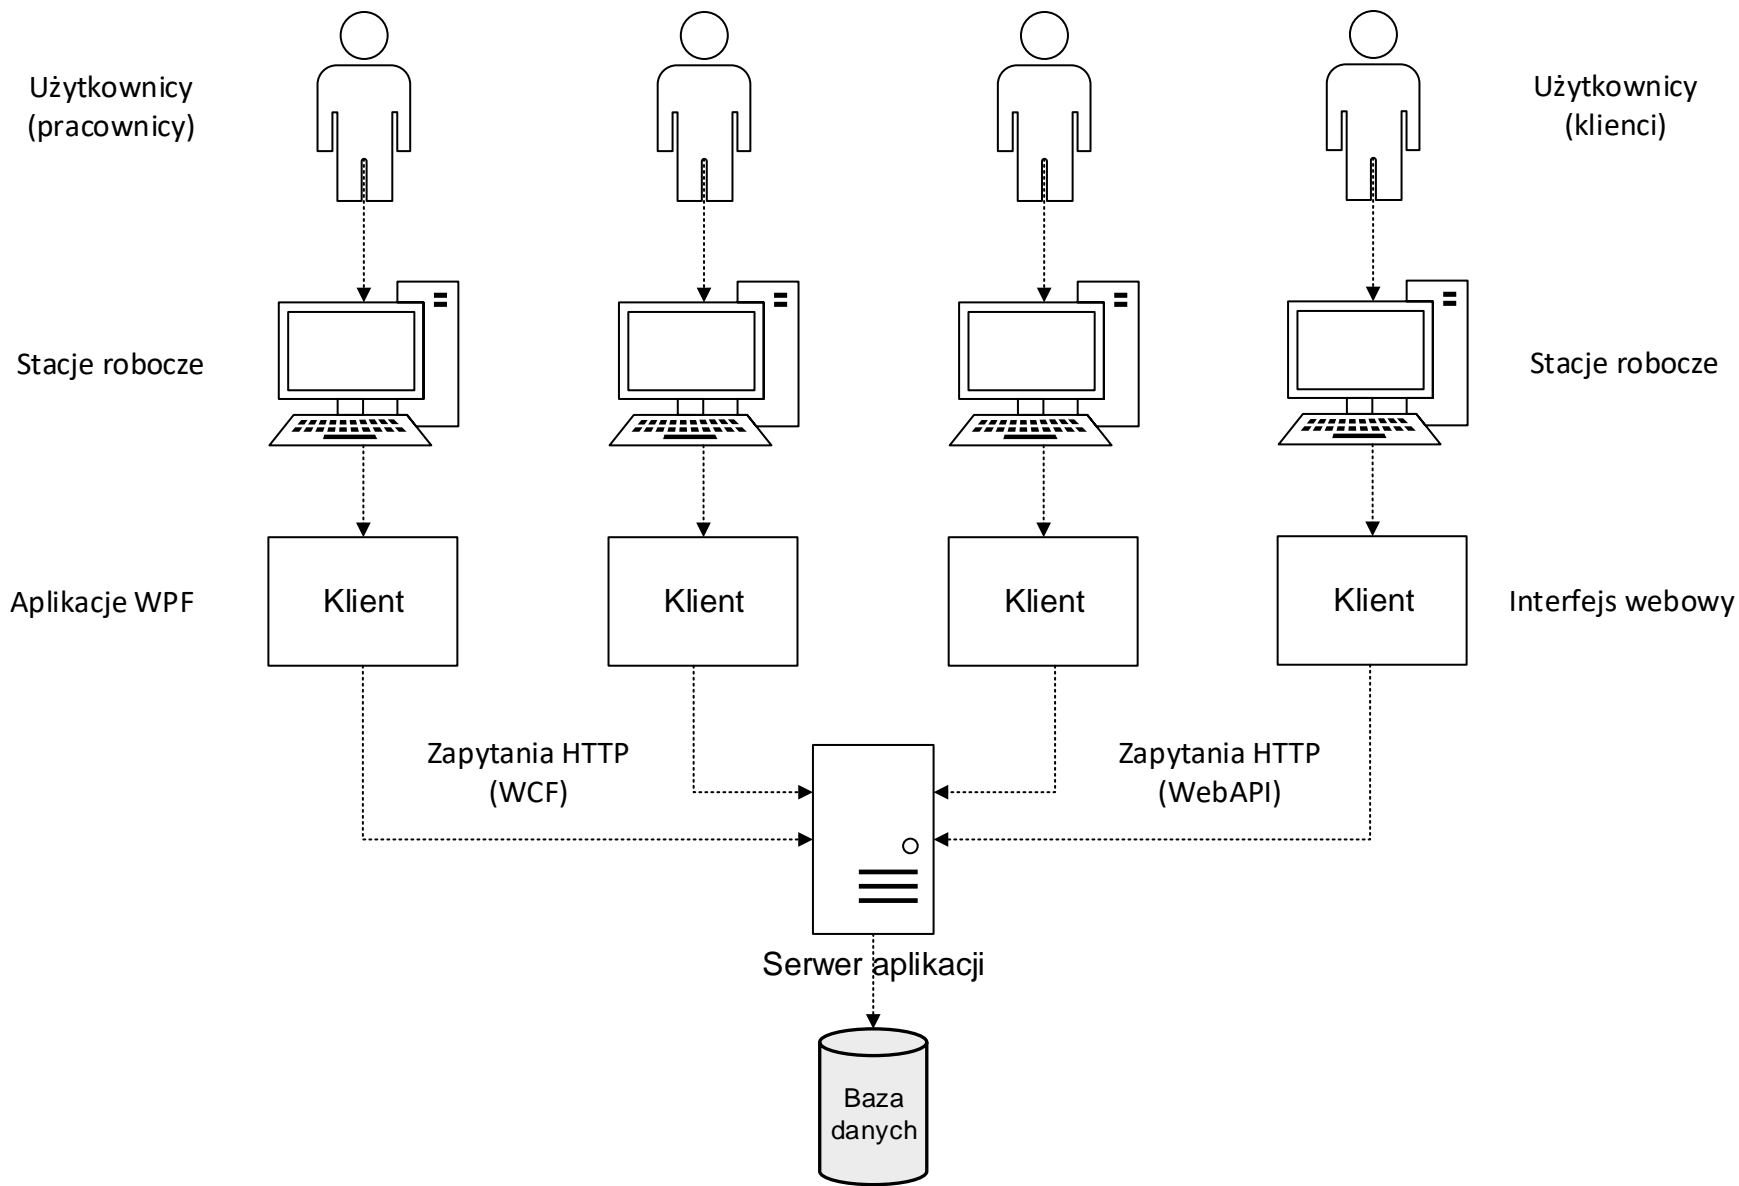 Użytkownicy
(pracownicy)
Użytkownicy
(klienci)
Stacje robocze
Stacje robocze
Aplikacje WPF
Klient
Klient
Klient
Klient
Interfejs webowy
Zapytania HTTP
(WCF)
Zapytania HTTP
(WebAPI)
Serwer aplikacji
Baza
danych